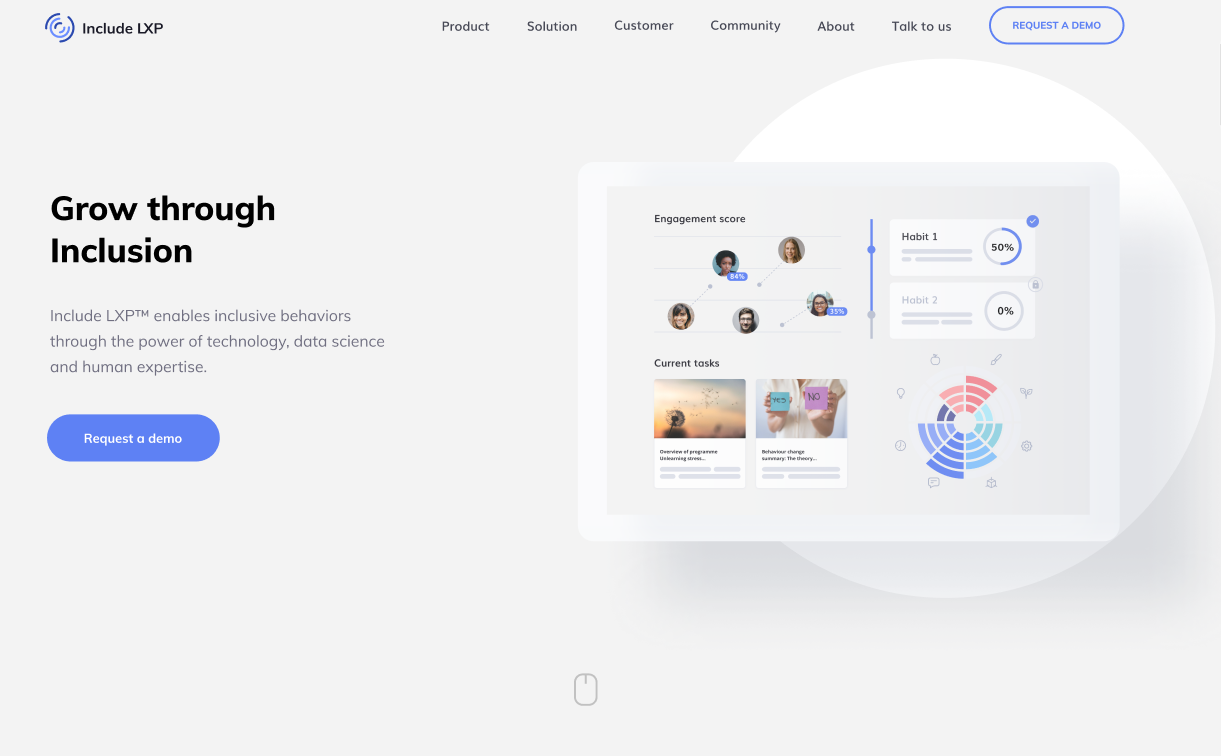 Include LXP
Product
Solution
Customer
Community
About
Talk to us
REQUEST A DEMO
Grow through
Inclusion
Include LXP™ enables inclusive behaviors
through the power of technology, data science
and human expertise.
Request a demo
Engagement score
84%
35%
Habit 1
50%
Habit 2
0%
Current tasks
YES
NO
Overview of programme
Unlearning stress...
Behaviour change
summary: The theory...